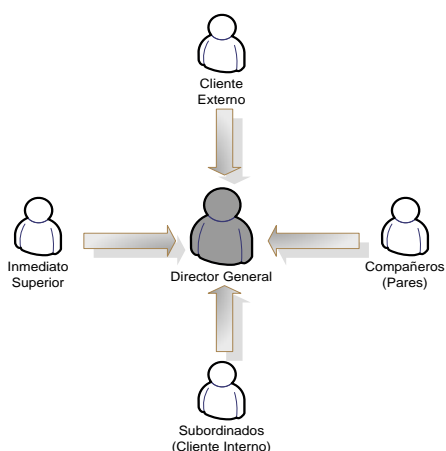 Cliente
Externo
Inmediato
Superior
Director General
Compañeros
(Pares)
Subordinados
(Cliente Interno)